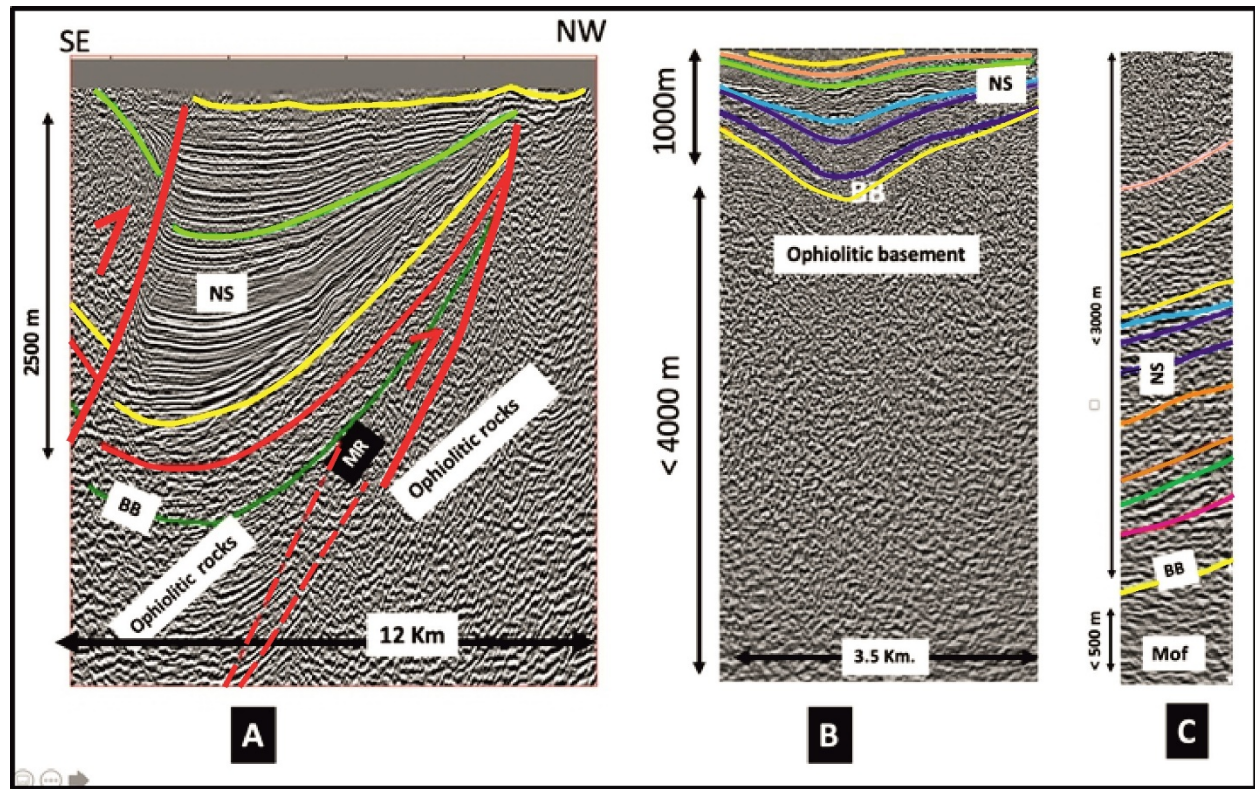 SE
NW
2500 m
NS
MR
BB
Ophiolitic rocks
Ophiolitic rocks
12 Km
A
1000m
NS
BB
Ophiolitic basement
< 4000 m
3.5 Km.
B
< 3000 m
NS
BB
< 500 m
Mof
C